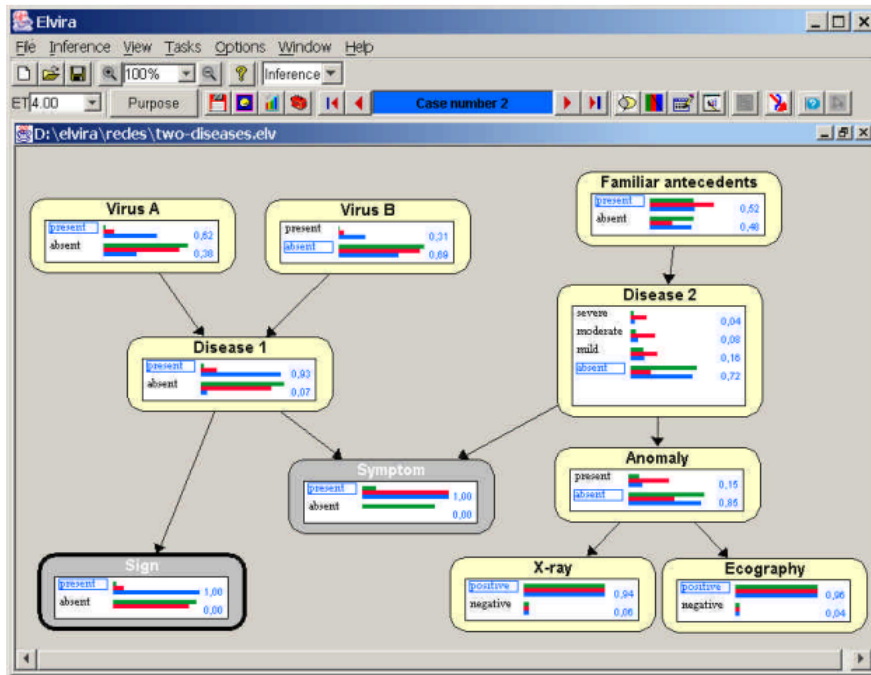 Elvira
File Inference View Tasks Options Window Help
100% Inference
ET 4.00 Purpose Case number 2
D:\elvira\redes\two-diseases.elv
Virus A
present 0,62
absent 0,38
Virus B
present 0,31
absent 0,69
Familiar antecedents
present 0,52
absent 0,48
Disease 1
present 0,93
absent 0,07
Disease 2
severe 0,04
moderate 0,08
mild 0,16
absent 0,72
Symptom
present 1,00
absent 0,00
Anomaly
present 0,15
absent 0,85
Sign
present 1,00
absent 0,00
X-ray
positive 0,94
negative 0,06
Ecography
positive 0,96
negative 0,04